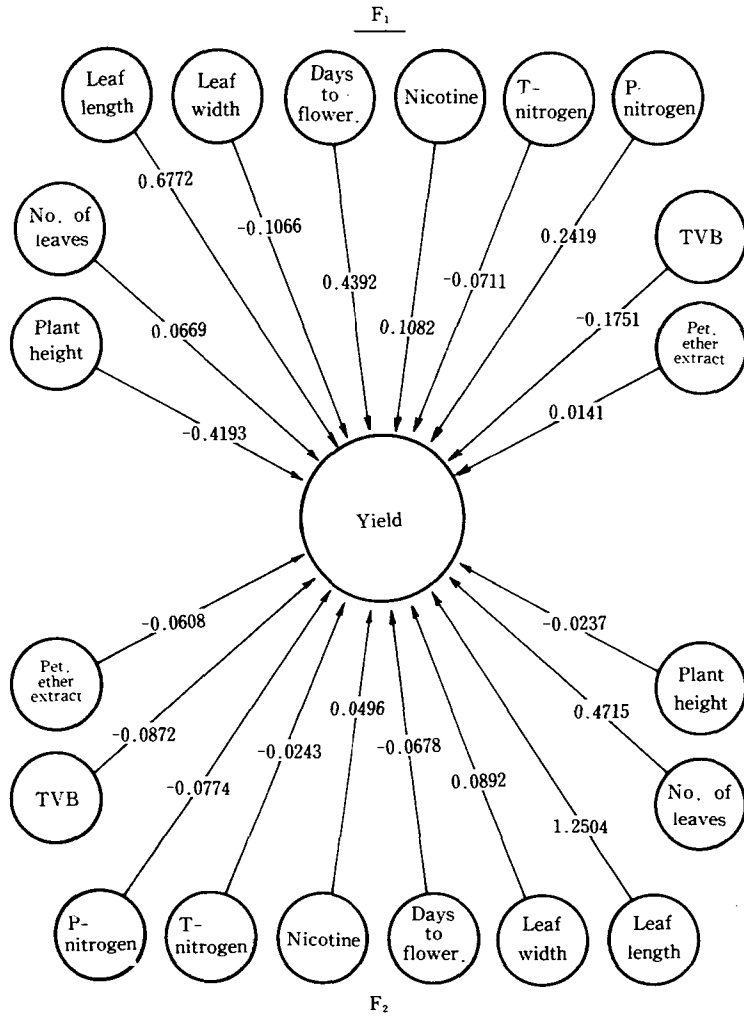 F₁
Leaf
length
Leaf
width
Days
to
flower.
Nicotine
T-
nitrogen
P-
nitrogen
0.6772
No. of
leaves
-0.1066
0.2419
TVB
0.4392
-0.0711
0.0669
0.1082
-0.1751
Plant
height
Pet.
ether
extract
-0.4193
0.0141
Yield
-0.0608
-0.0237
Pet.
ether
extract
Plant
height
0.0496
0.4715
-0.0872
-0.0243
-0.0678
-0.0774
0.0892
TVB
No. of
leaves
1.2504
P-
nitrogen
T-
nitrogen
Nicotine
Days
to
flower.
Leaf
width
Leaf
length
F₂